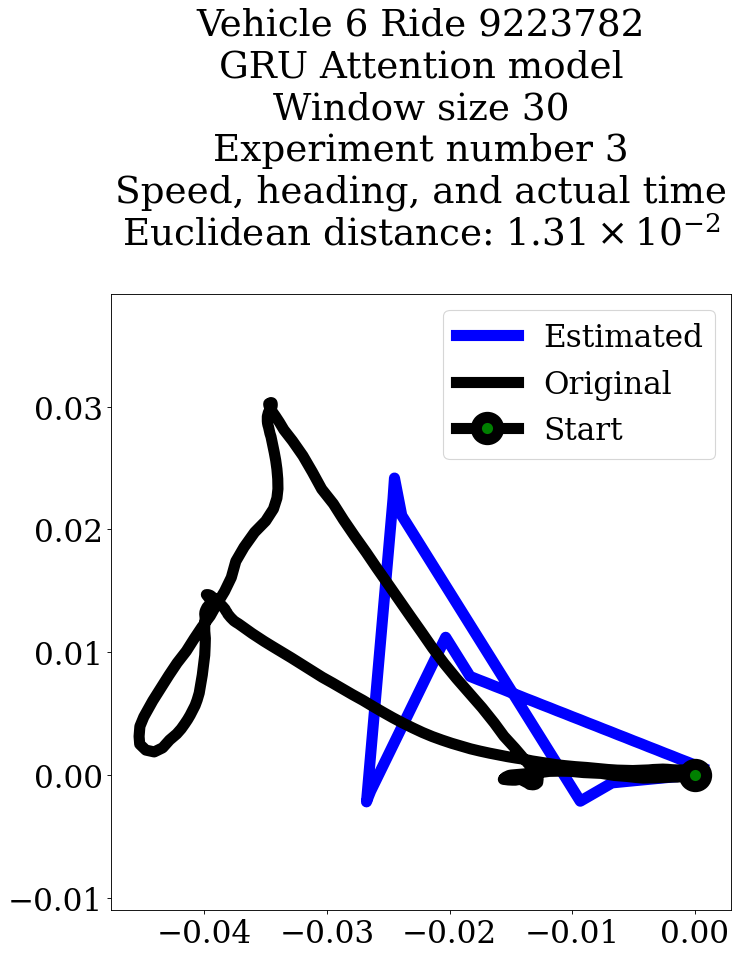 Vehicle 6 Ride 9223782
GRU Attention model
Window size 30
Experiment number 3
Speed, heading, and actual time
Euclidean distance: 1.31 × 10⁻²
Estimated
Original
Start
0.03
0.02
0.01
0.00
−0.01
−0.04
−0.03
−0.02
−0.01
0.00